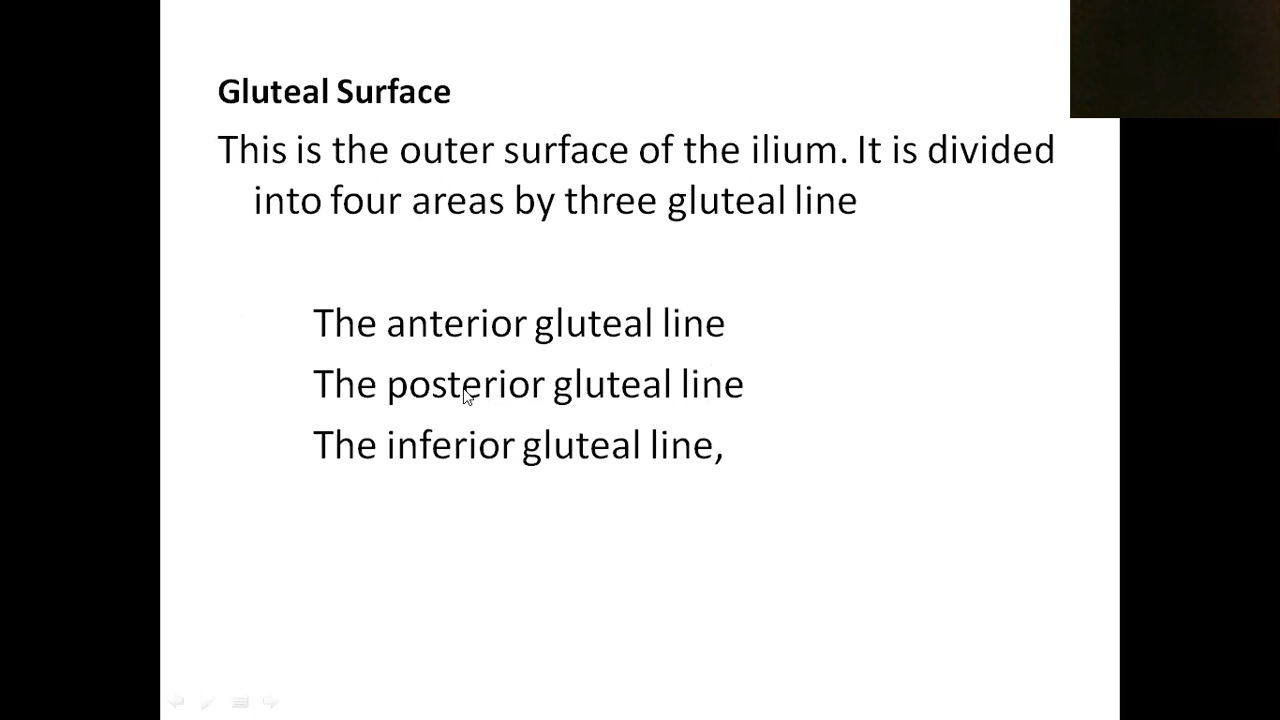 Gluteal Surface
This is the outer surface of the ilium. It is divided
into four areas by three gluteal line
The anterior gluteal line
The posterior gluteal line
The inferior gluteal line,